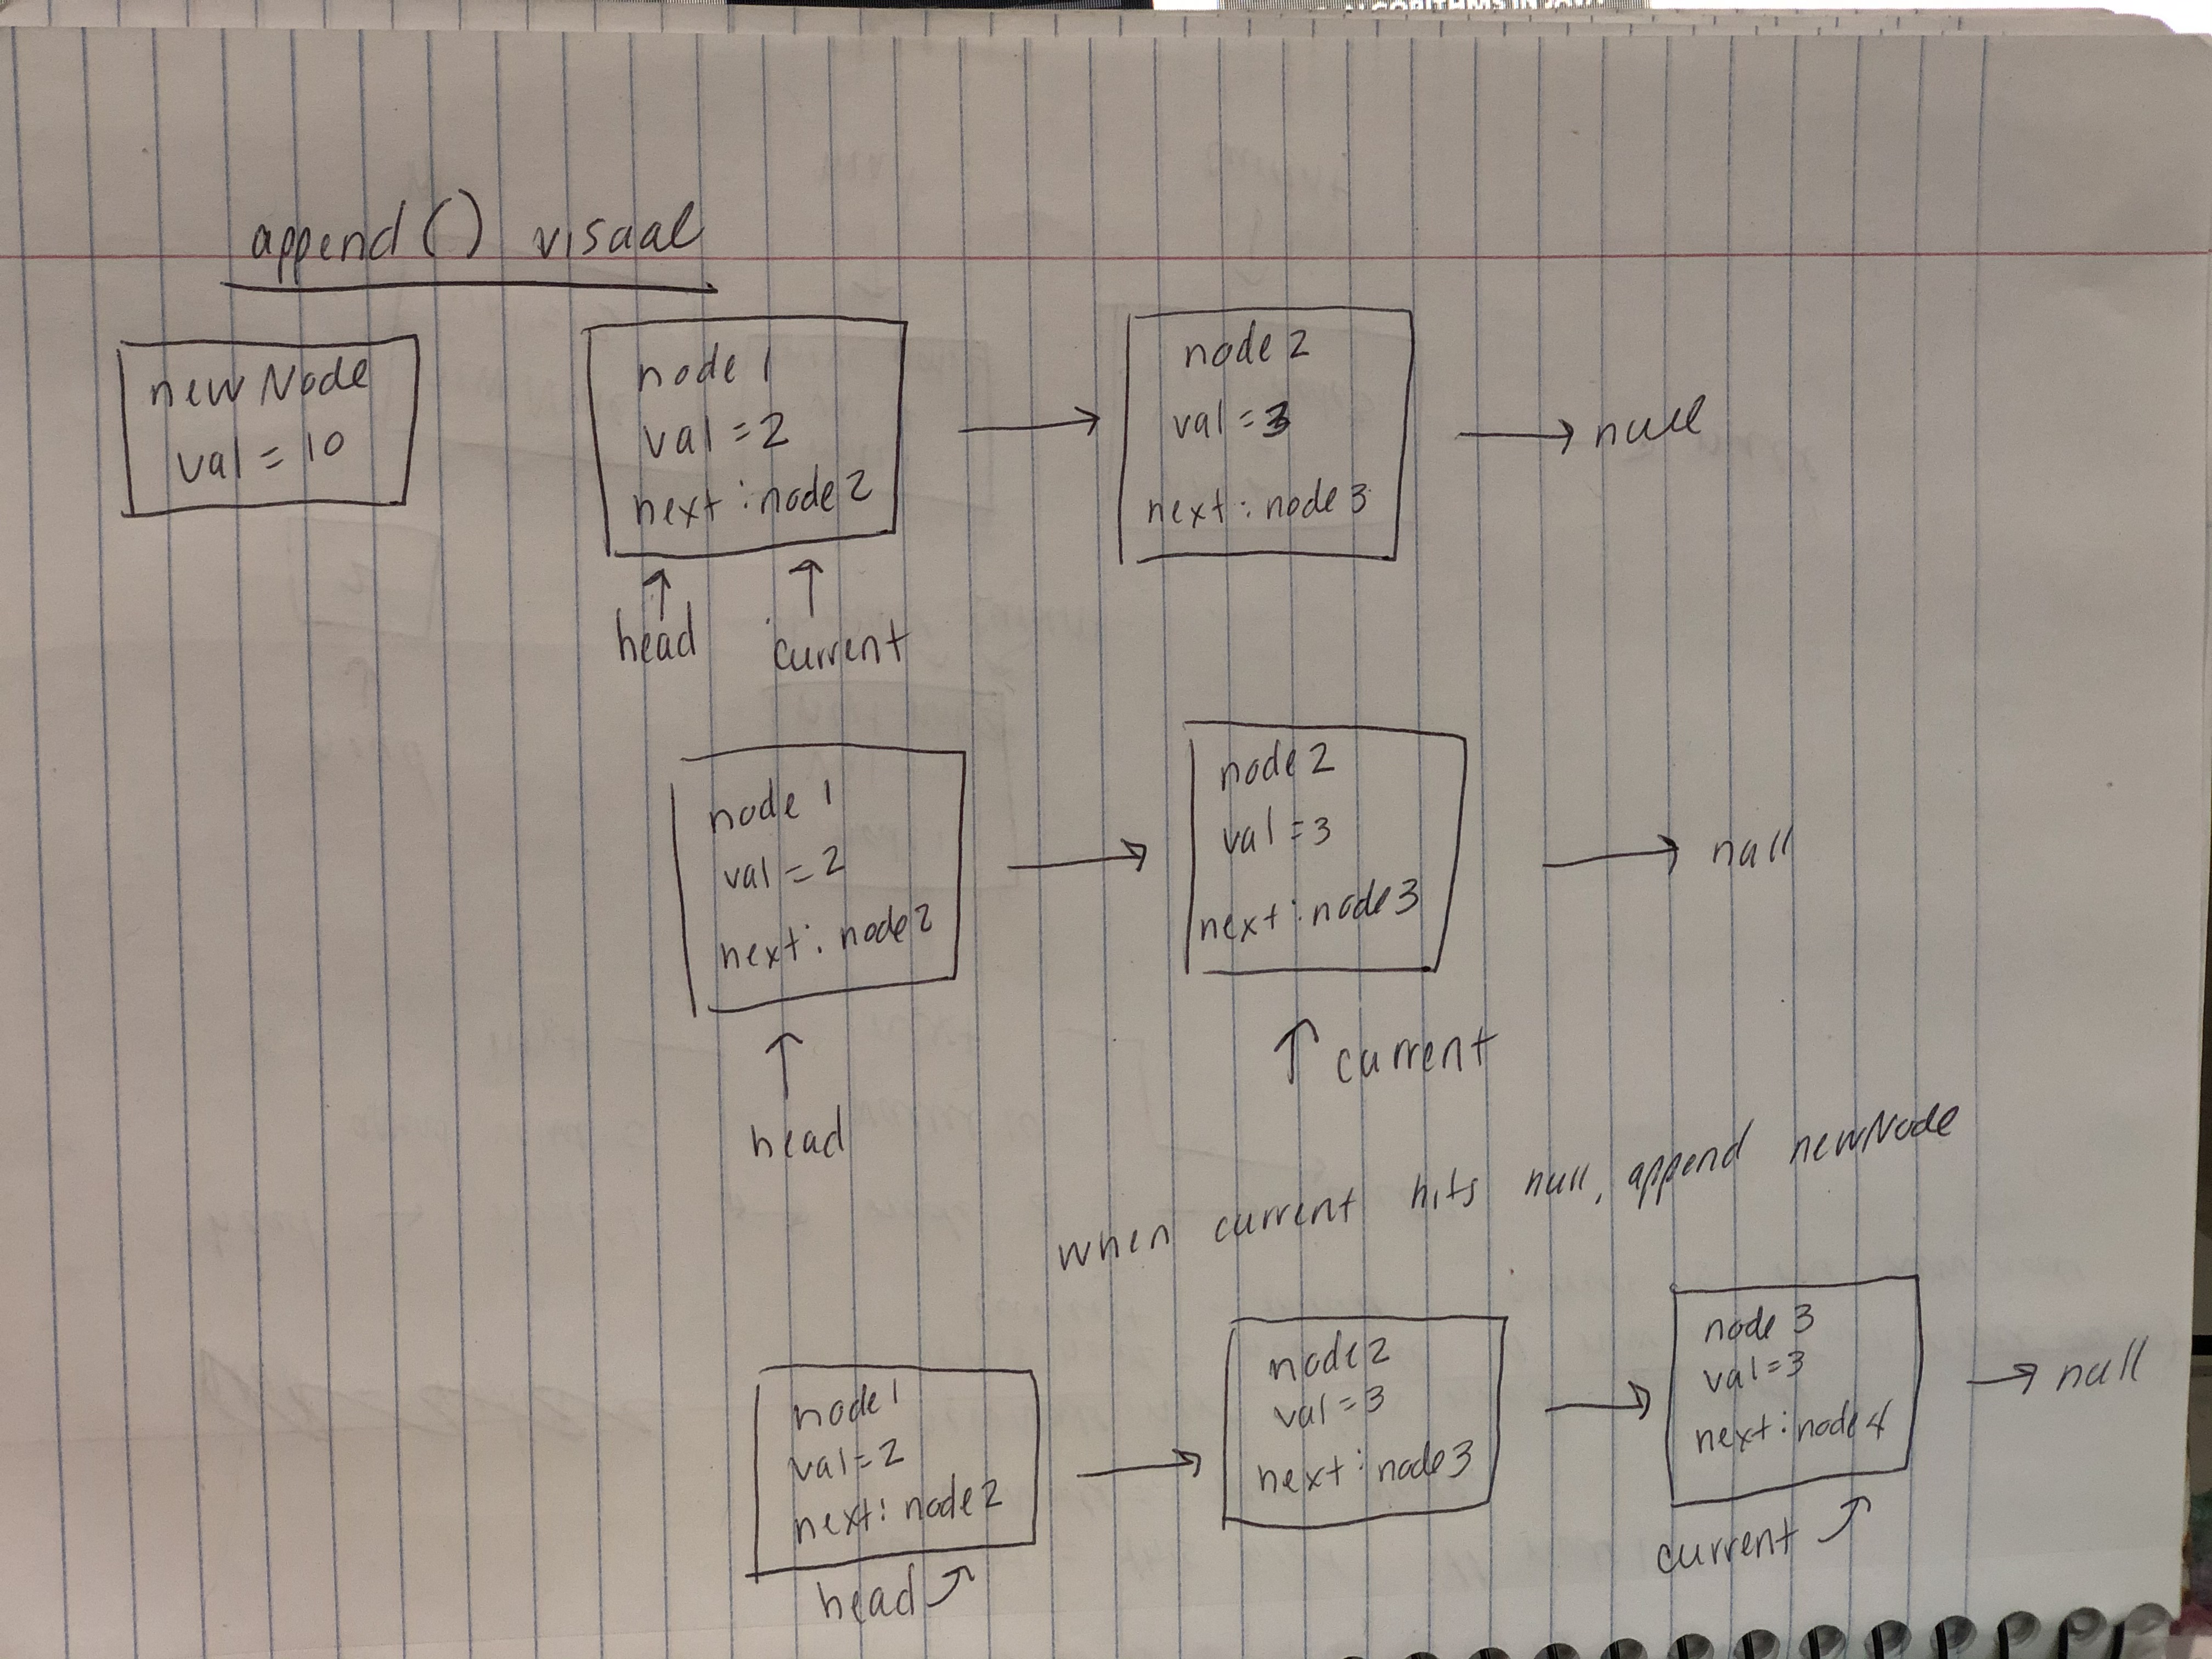 ALGORITHMS IN JAVA
append() visual
newNode
val = 10
node 1
val = 2
next : node 2
node 2
val = 3
next : node 3
null
head
current
node 1
val = 2
next : node 2
node 2
val = 3
next : node 3
null
head
current
when current hits null, append newNode
node 1
val = 2
next : node 2
node 2
val = 3
next : node 3
node 3
val = 3
next : node 4
null
head
current